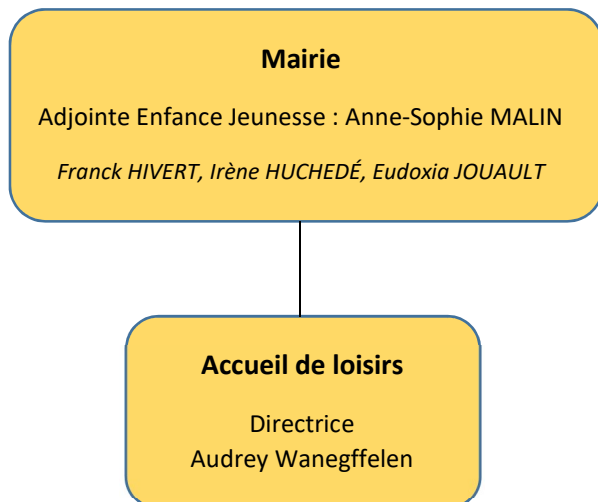 Mairie
Adjointe Enfance Jeunesse : Anne-Sophie MALIN
Franck HIVERT, Irène HUCHEDÉ, Eudoxia JOUAULT
Accueil de loisirs
Directrice
Audrey Wanegffelen